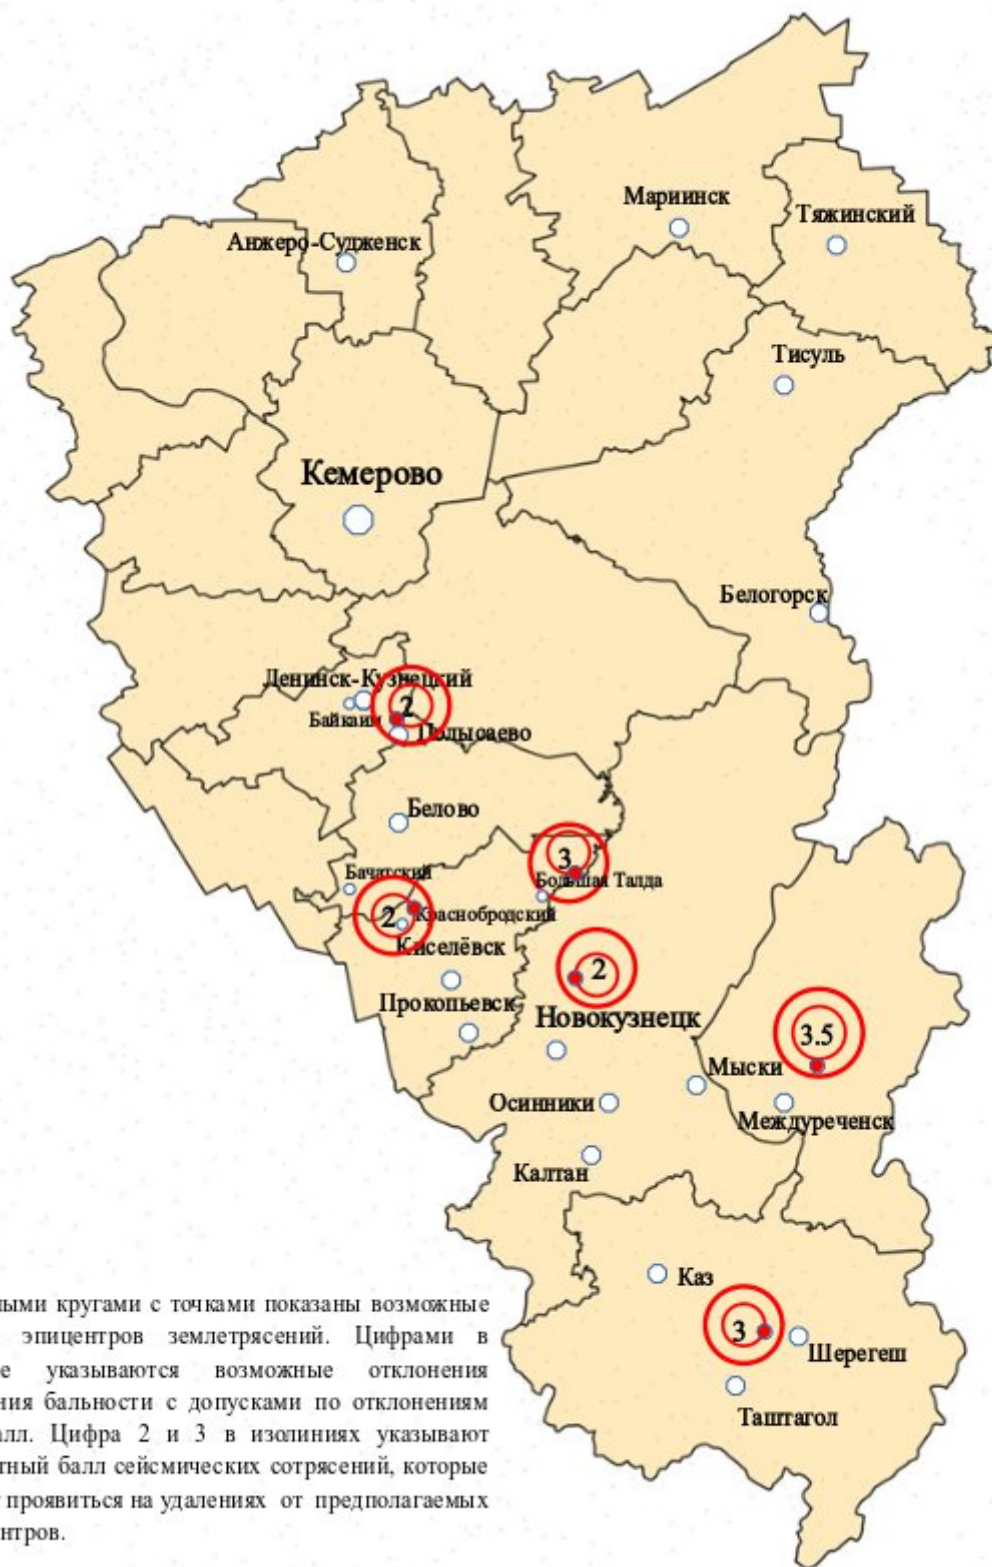 Мариинск
Тяжинский
Анжеро-Судженск
Тисуль
Кемерово
Белогорск
Ленинск-Кузнецкий
2
Байкаим
Полысаево
Белово
3
Бачатский
Большая Талда
2
Краснобродский
Киселёвск
2
Прокопьевск
Новокузнецк
3.5
Мыски
Осинники
Междуреченск
Калтан
Каз
3
Шерегеш
Таштагол
ными кругами с точками показаны возможные
эпицентров землетрясений. Цифрами в
е указываются возможные отклонения
ния бальности с допусками по отклонениям
алл. Цифра 2 и 3 в изолиниях указывают
тный балл сейсмических сотрясений, которые
проявиться на удалениях от предполагаемых
нтров.